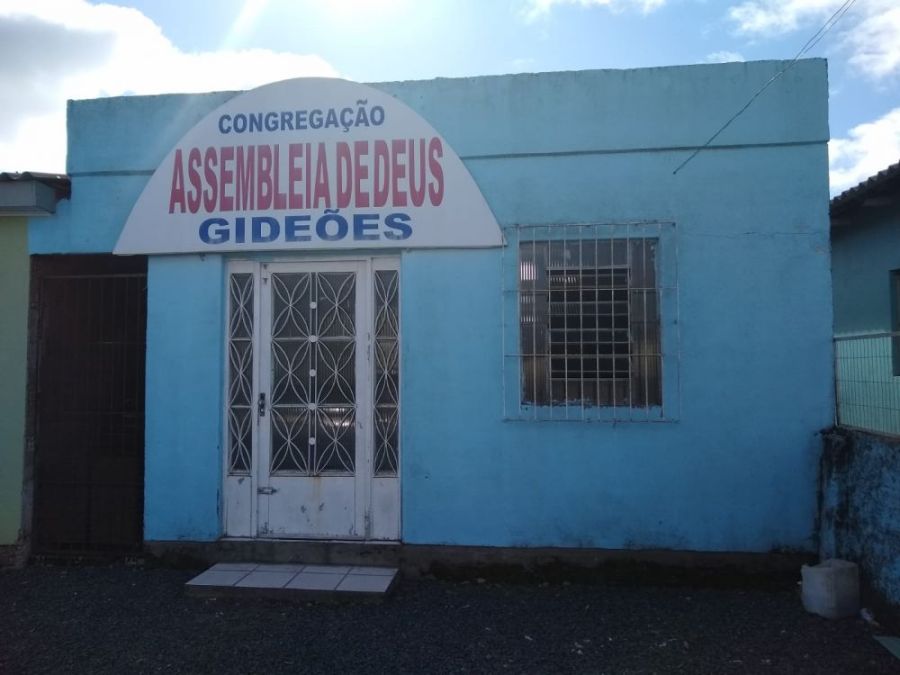 CONGREGAÇÃO
ASSEMBLEIA DE DEUS
GIDEÕES